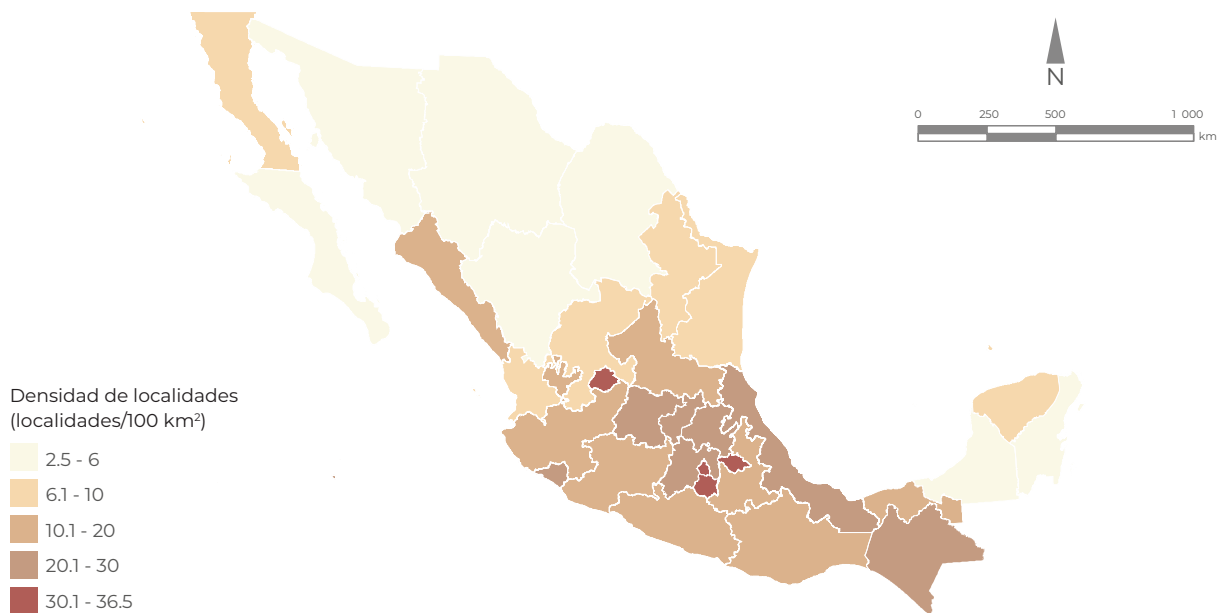 N
0 250 500 1 000
km
Densidad de localidades
(localidades/100 km²)
2.5 - 6
6.1 - 10
10.1 - 20
20.1 - 30
30.1 - 36.5